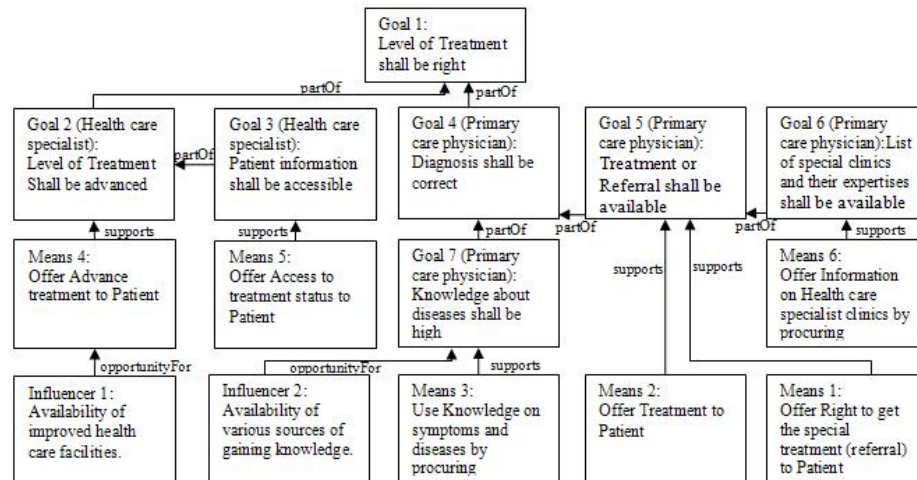 Goal 1:
Level of Treatment
shall be right
partOf
partOf
Goal 2 (Health care
specialist):
Level of Treatment
Shall be advanced
partOf
Goal 3 (Health care
specialist):
Patient information
shall be accessible
Goal 4 (Primary
care physician):
Diagnosis shall be
correct
Goal 5 (Primary
care physician):
Treatment or
Referral shall be
available
Goal 6 (Primary
care physician):List
of special clinics
and their expertises
shall be available
supports
supports
partOf
partOf
partOf
supports
Means 4:
Offer Advance
treatment to Patient
Means 5:
Offer Access to
treatment status to
Patient
Goal 7 (Primary
care physician):
Knowledge about
diseases shall be
high
supports
supports
Means 6:
Offer Information
on Health care
specialist clinics by
procuring
opportunityFor
opportunityFor
supports
Influencer 1:
Availability of
improved health
care facilities.
Influencer 2:
Availability of
various sources of
gaining knowledge.
Means 3:
Use Knowledge on
symptoms and
diseases by
procuring
Means 2:
Offer Treatment to
Patient
Means 1:
Offer Right to get
the special
treatment (referral)
to Patient